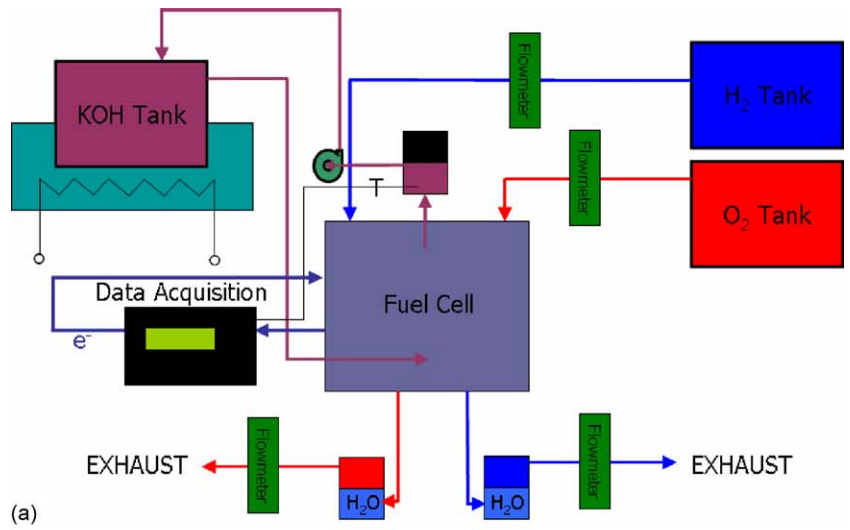 Flowmeter
H₂ Tank
KOH Tank
Flowmeter
T
O₂ Tank
Data Acquisition
Fuel Cell
e⁻
Flowmeter
Flowmeter
EXHAUST
EXHAUST
H₂O
H₂O
(a)